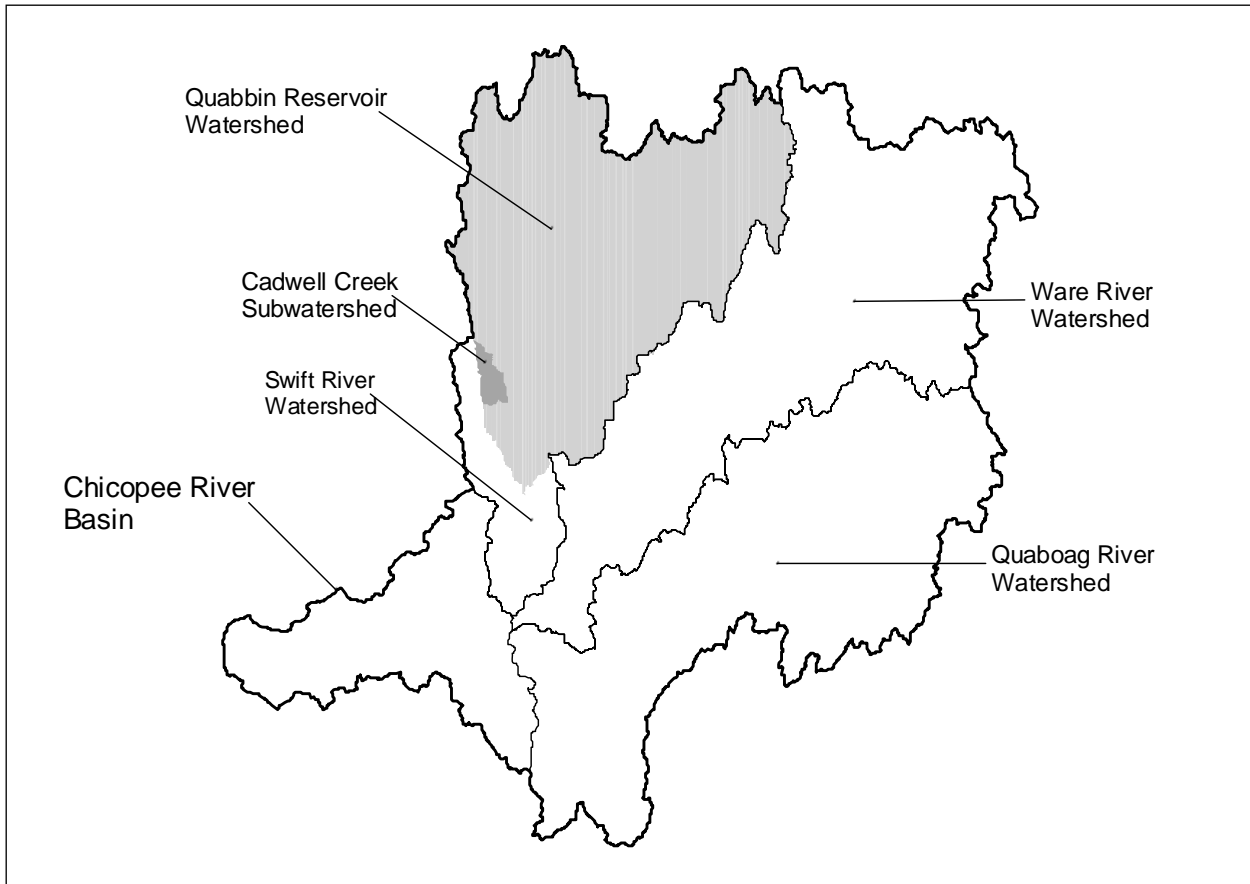 Quabbin Reservoir
Watershed
Cadwell Creek
Subwatershed
Swift River
Watershed
Chicopee River
Basin
Ware River
Watershed
Quaboag River
Watershed